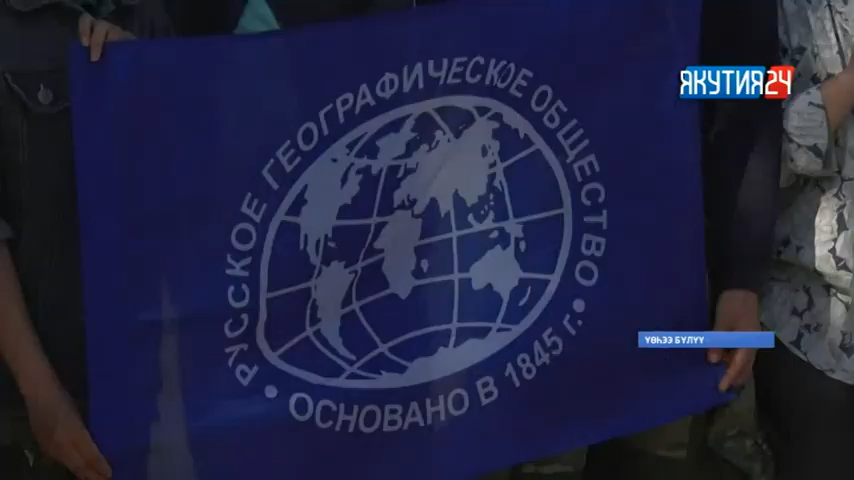 ЯКУТИЯ24
РУССКОЕ ГЕОГРАФИЧЕСКОЕ ОБЩЕСТВО
ОСНОВАНО В 1845 г.
ҮӨҺЭЭ БҮЛҮҮ